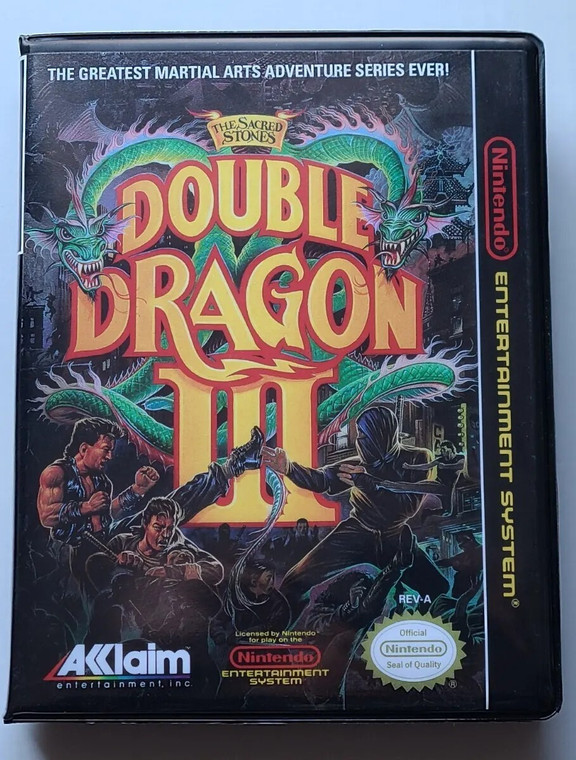 THE GREATEST MARTIAL ARTS ADVENTURE SERIES EVER!
THE SACRED
STONES
DOUBLE
DRAGON
III
Nintendo®
ENTERTAINMENT SYSTEM®
REV-A
Licensed by Nintendo®
for play on the
Nintendo
ENTERTAINMENT
SYSTEM
Official
Nintendo
Seal of Quality
®
AKKlaim
entertainment, inc.